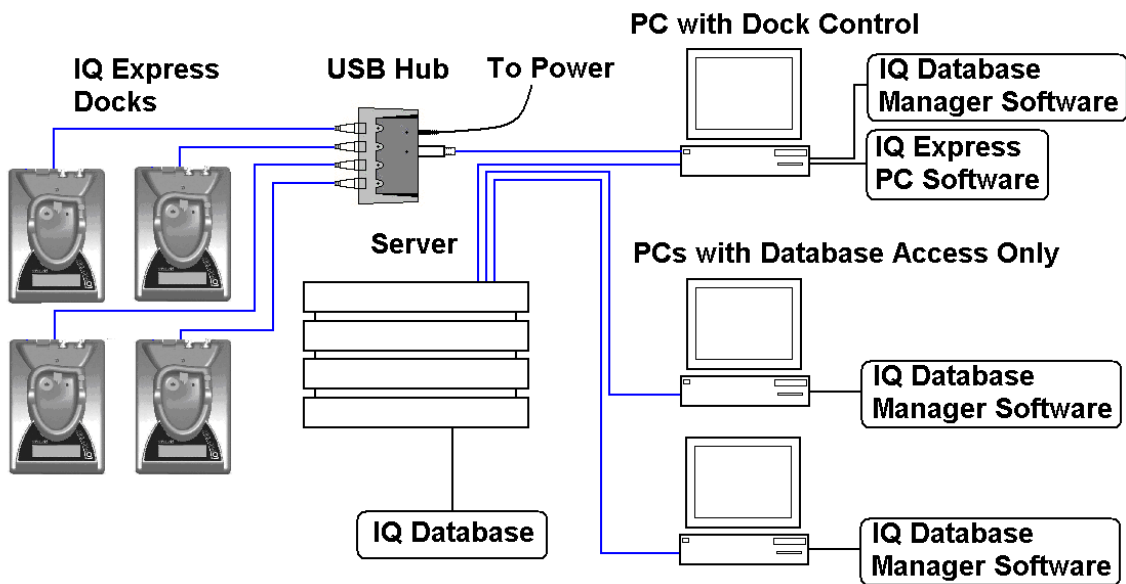 PC with Dock Control
IQ Express
Docks
USB Hub
To Power
IQ Database
Manager Software
IQ Express
PC Software
Server
PCs with Database Access Only
IQ Database
Manager Software
IQ Database
IQ Database
Manager Software